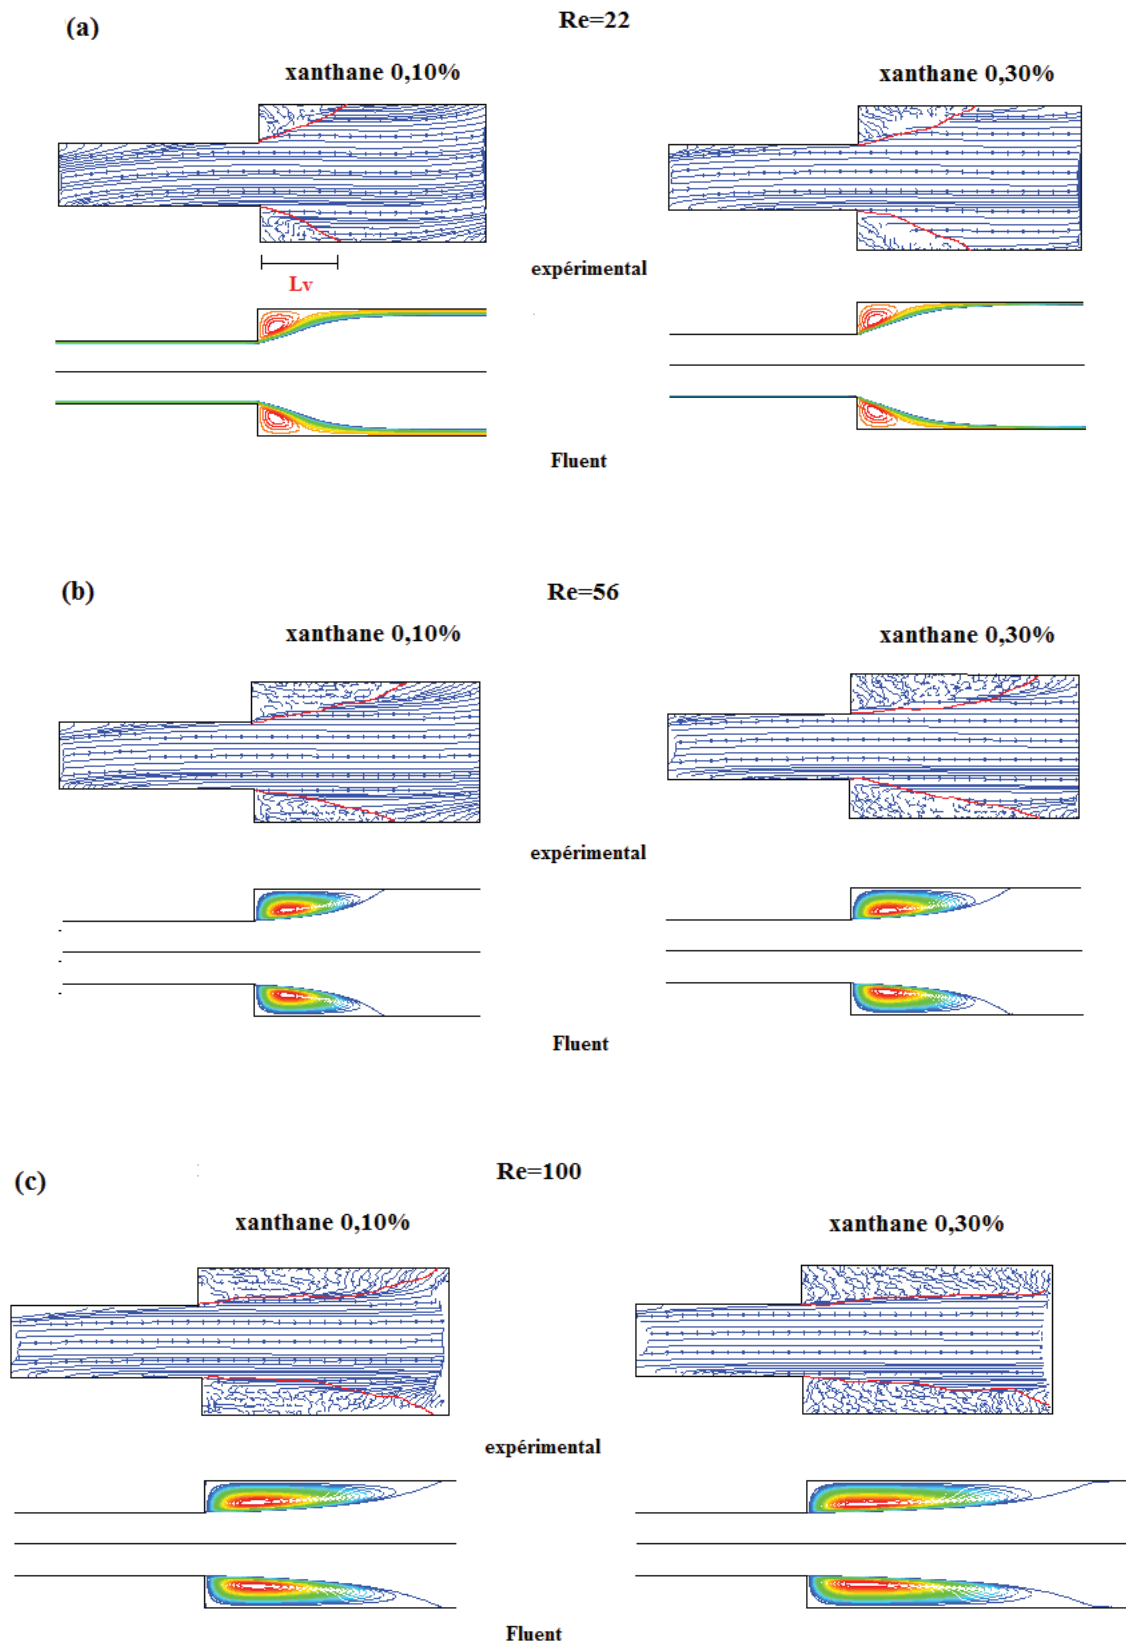 (a)
Re=22
xanthane 0,10%
xanthane 0,30%
expérimental
Lv
Fluent
(b)
Re=56
xanthane 0,10%
xanthane 0,30%
expérimental
Fluent
(c)
Re=100
xanthane 0,10%
xanthane 0,30%
expérimental
Fluent